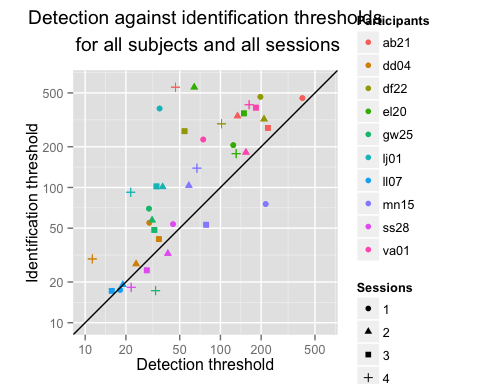 Detection against identification thresholds
for all subjects and all sessions
Participants
ab21
dd04
df22
el20
gw25
lj01
ll07
mn15
ss28
va01
Sessions
1
2
3
4
Identification threshold
500
200
100
50
20
10
10 20 50 100 200 500
Detection threshold